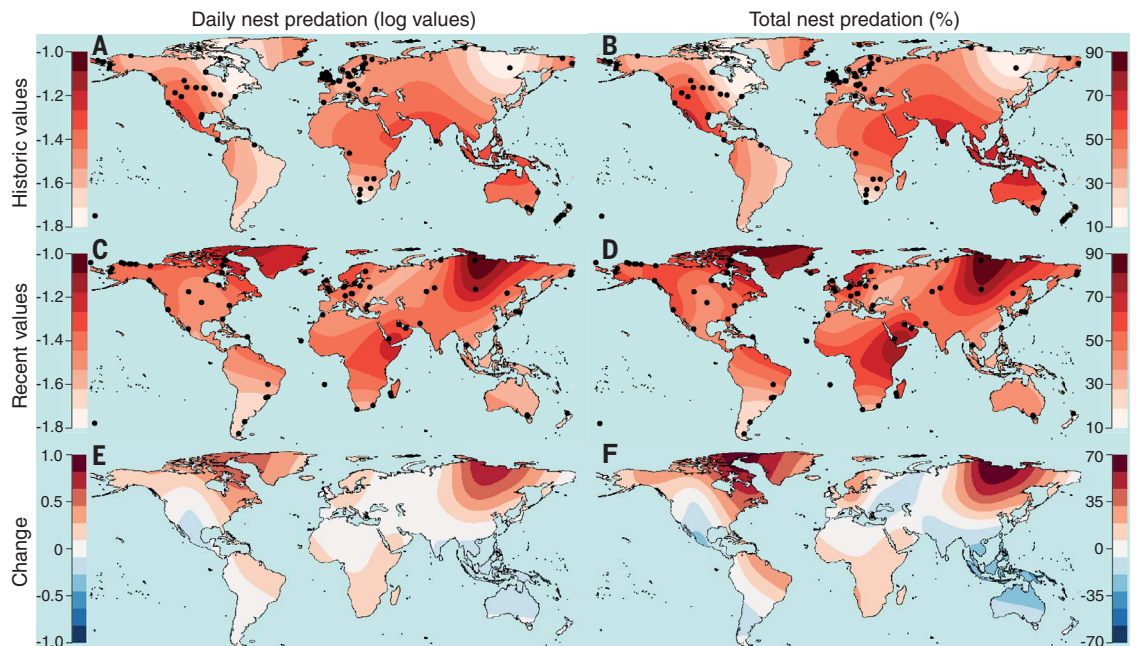 Daily nest predation (log values)
Total nest predation (%)
Historic values
A
B
-1.0
-1.2
-1.4
-1.6
-1.8
90
70
50
30
10
Recent values
C
D
-1.0
-1.2
-1.4
-1.6
-1.8
90
70
50
30
10
Change
E
F
1.0
0.5
0
-0.5
-1.0
70
35
0
-35
-70